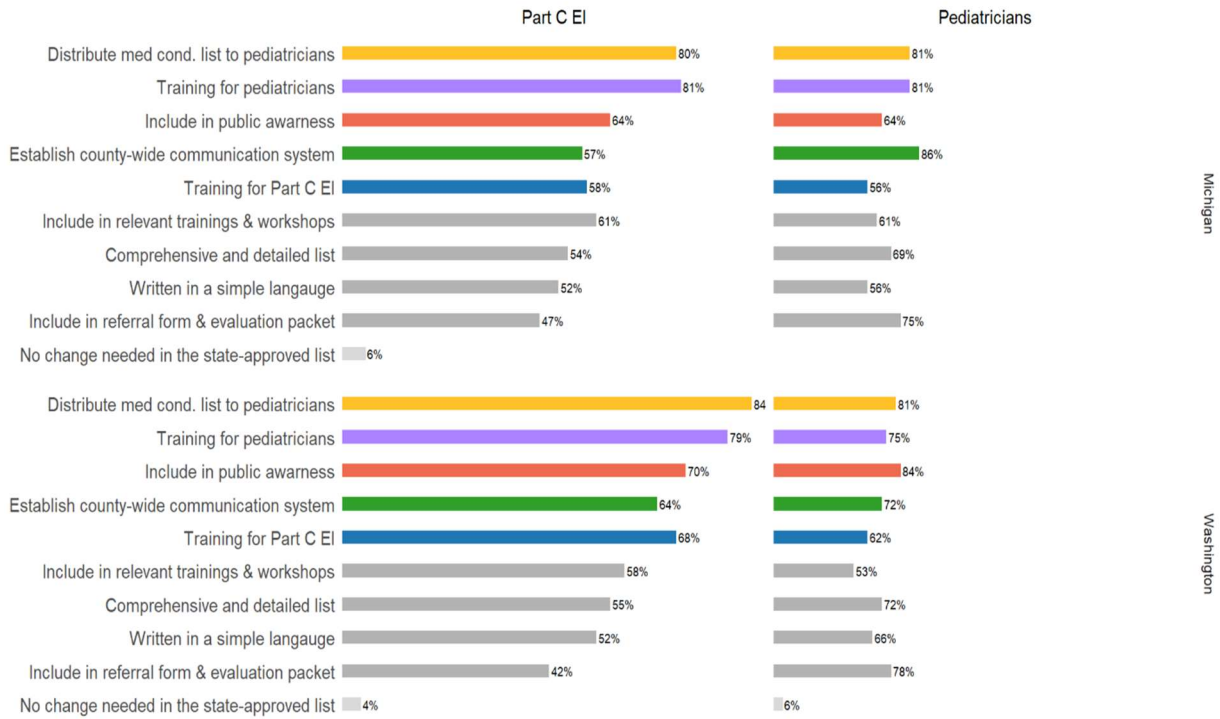 Part C EI Pediatricians
Distribute med cond. list to pediatricians 80% 81%
Training for pediatricians 81% 81%
Include in public awarness 64% 64%
Establish county-wide communication system 57% 86%
Training for Part C EI 58% 56%
Include in relevant trainings & workshops 61% 61%
Comprehensive and detailed list 54% 69%
Written in a simple langauge 52% 56%
Include in referral form & evaluation packet 47% 75%
No change needed in the state-approved list 6%
Michigan
Distribute med cond. list to pediatricians 84 81%
Training for pediatricians 79% 75%
Include in public awarness 70% 84%
Establish county-wide communication system 64% 72%
Training for Part C EI 68% 62%
Include in relevant trainings & workshops 58% 53%
Comprehensive and detailed list 55% 72%
Written in a simple langauge 52% 66%
Include in referral form & evaluation packet 42% 78%
No change needed in the state-approved list 4% 6%
Washington